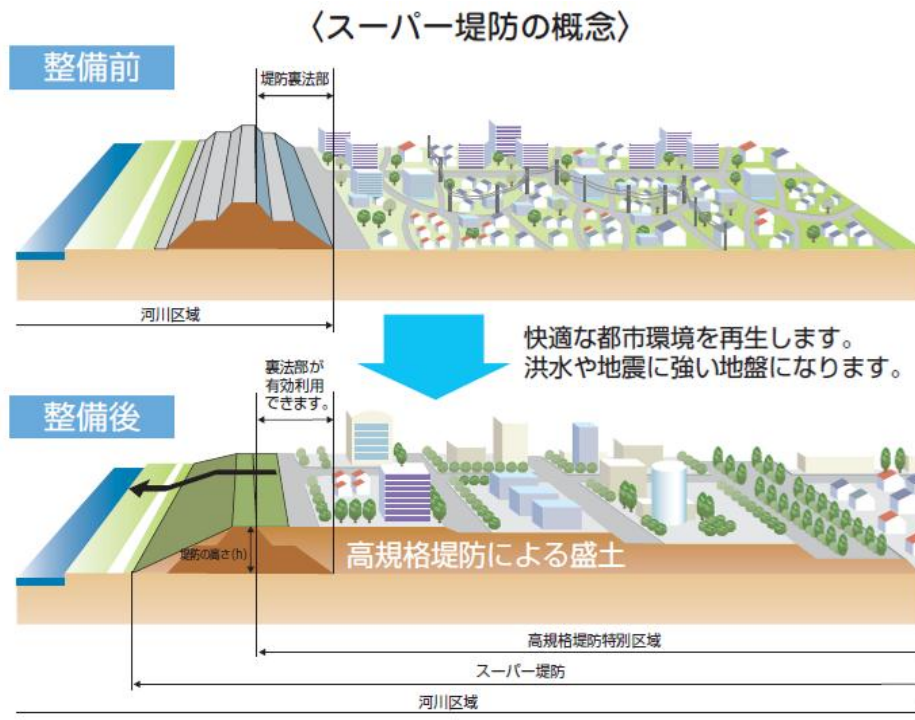 〈スーパー堤防の概念〉
整備前
堤防裏法部
河川区域
快適な都市環境を再生します。
洪水や地震に強い地盤になります。
裏法部が
有効利用
できます。
整備後
堤防の高さ(h)
高規格堤防による盛土
高規格堤防特別区域
スーパー堤防
河川区域